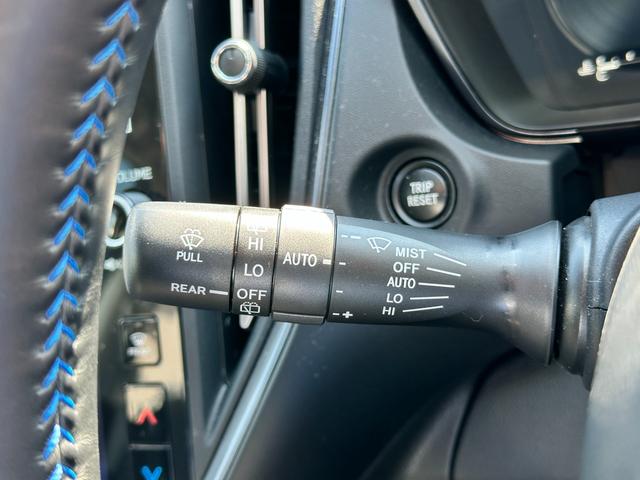 VOLUME
TRIP
RESET
PULL
REAR
HI
LO
OFF
AUTO
- +
MIST
OFF
AUTO
LO
HI